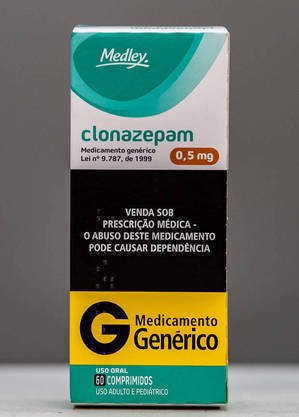 Medley.
clonazepam
Medicamento genérico
Lei nº 9.787, de 1999
0,5 mg
VENDA SOB
PRESCRIÇÃO MÉDICA -
O ABUSO DESTE MEDICAMENTO
PODE CAUSAR DEPENDÊNCIA
G Medicamento
Genérico
USO ORAL
60 COMPRIMIDOS
USO ADULTO E PEDIÁTRICO